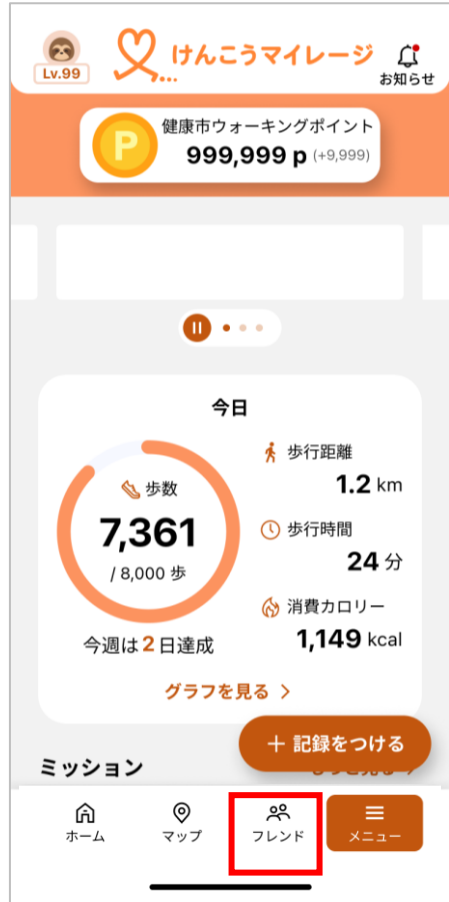 Lv.99
けんこうマイレージ
お知らせ
P
健康市ウォーキングポイント
999,999 p (+9,999)
今日
歩数
7,361
/ 8,000 歩
今週は2日達成
歩行距離
1.2 km
歩行時間
24 分
消費カロリー
1,149 kcal
グラフを見る
+ 記録をつける
ミッション
ホーム
マップ
フレンド
メニュー